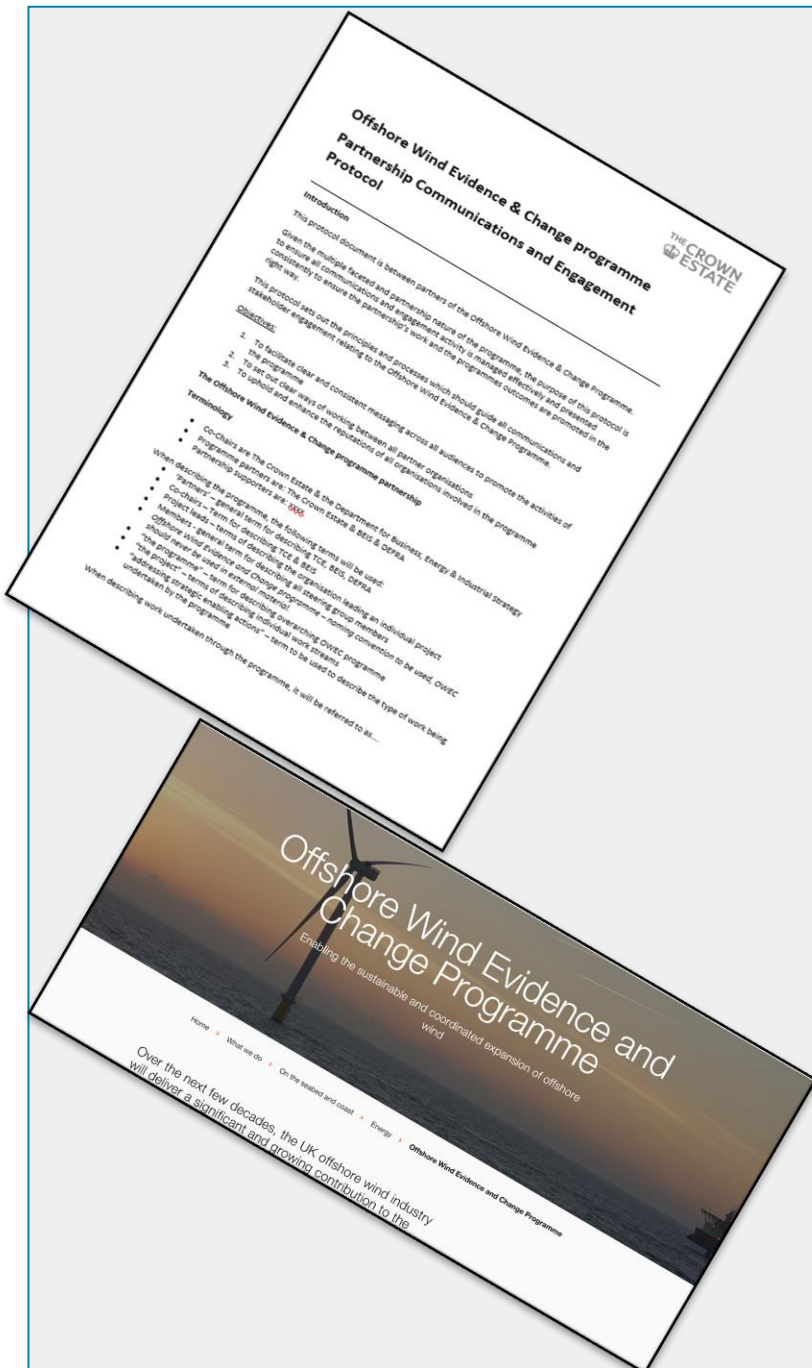 THE CROWN
ESTATE
Offshore Wind Evidence & Change programme
Partnership Communications and Engagement
Protocol
Introduction
This protocol document is between partners of the Offshore Wind Evidence & Change Programme.
Given the multiple faceted and partnership nature of the programme, the purpose of this protocol is
to ensure all communications and engagement activity is managed effectively and presented
consistently to ensure the partnership's work and the programmes outcomes are promoted in the
right way.
This protocol sets out the principles and processes which should guide all communications and
stakeholder engagement relating to the Offshore Wind Evidence & Change Programme.
Objectives:
1. To facilitate clear and consistent messaging across all audiences to promote the activities of
the programme
2. To set out clear ways of working between all partner organisations
3. To uphold and enhance the reputations of all organisations involved in the programme
The Offshore Wind Evidence & Change programme partnership
Terminology
• Co-Chairs are The Crown Estate & the Department for Business, Energy & Industrial Strategy
• Programme partners are: The Crown Estate & BEIS & DEFRA
• Partnership supporters are: xxxx
When describing the programme, the following terms will be used:
• "Partners" – general term for describing TCE, BEIS, DEFRA
• Co-chairs – term for describing TCE & BEIS
• Project leads – terms of describing the organisation leading an individual project
• Members - general term for describing all steering group members
• Offshore Wind Evidence and Change programme – naming convention to be used, OWEC
should never be used in external material.
• "the programme" – term for describing overarching OWEC programme
• "the project" – terms of describing individual work streams
• "addressing strategic enabling actions" – term to be used to describe the type of work being
undertaken by the programme
When describing work undertaken through the programme, it will be referred to as....
Offshore Wind Evidence and
Change Programme
Enabling the sustainable and coordinated expansion of offshore
wind
Home > What we do > On the seabed and coast > Energy > Offshore Wind Evidence and Change Programme
Over the next few decades, the UK offshore wind industry
will deliver a significant and growing contribution to the